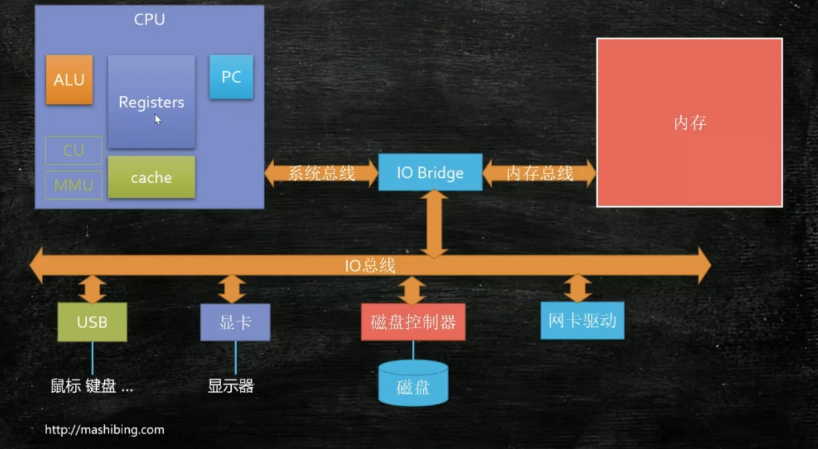 CPU
ALU
Registers
PC
CU
MMU
cache
系统总线
IO Bridge
内存总线
内存
IO总线
USB
显卡
磁盘控制器
网卡驱动
鼠标 键盘 ...
显示器
磁盘
http://mashibing.com